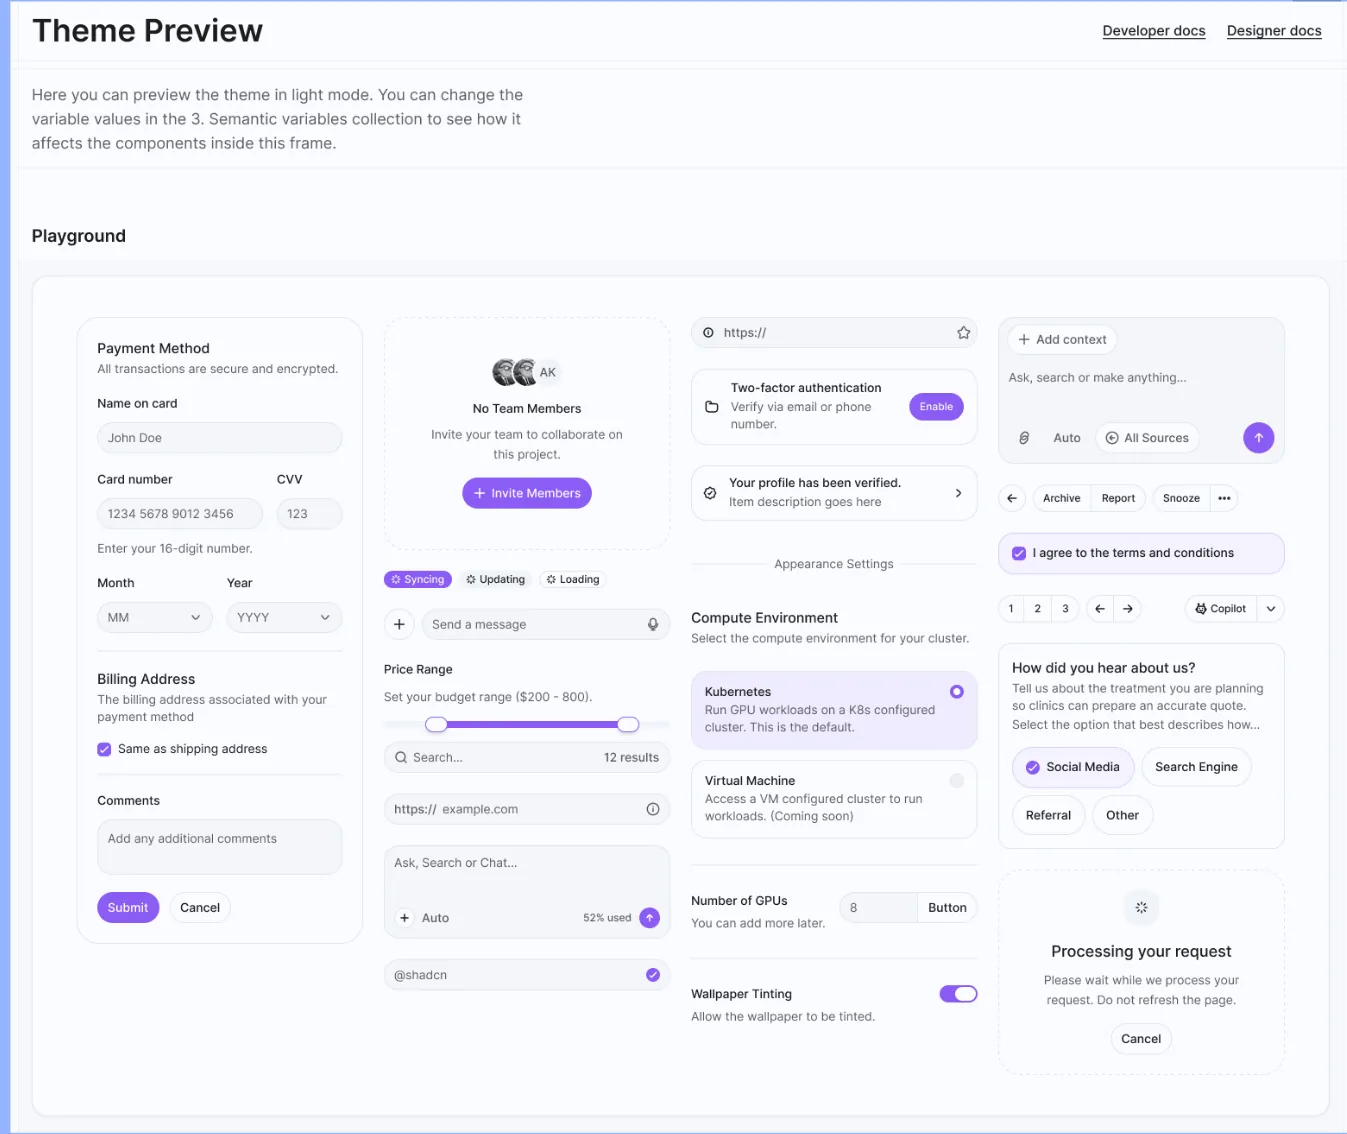 Theme Preview
Developer docs
Designer docs
Here you can preview the theme in light mode. You can change the
variable values in the 3. Semantic variables collection to see how it
affects the components inside this frame.
Playground
Payment Method
All transactions are secure and encrypted.
Name on card
John Doe
Card number
CVV
1234 5678 9012 3456
123
Enter your 16-digit number.
Month
Year
MM
YYYY
Billing Address
The billing address associated with your
payment method
Same as shipping address
Comments
Add any additional comments
Submit
Cancel
AK
No Team Members
Invite your team to collaborate on
this project.
Invite Members
Syncing
Updating
Loading
Send a message
Price Range
Set your budget range ($200 - 800).
Search...
12 results
https:// example.com
Ask, Search or Chat...
Auto
52% used
@shadcn
https://
Two-factor authentication
Verify via email or phone
number.
Enable
Your profile has been verified.
Item description goes here
Appearance Settings
Compute Environment
Select the compute environment for your cluster.
Kubernetes
Run GPU workloads on a K8s configured
cluster. This is the default.
Virtual Machine
Access a VM configured cluster to run
workloads. (Coming soon)
Number of GPUs
You can add more later.
8
Button
Wallpaper Tinting
Allow the wallpaper to be tinted.
Add context
Ask, search or make anything...
Auto
All Sources
Archive
Report
Snooze
I agree to the terms and conditions
1
2
3
Copilot
How did you hear about us?
Tell us about the treatment you are planning
so clinics can prepare an accurate quote.
Select the option that best describes how...
Social Media
Search Engine
Referral
Other
Processing your request
Please wait while we process your
request. Do not refresh the page.
Cancel